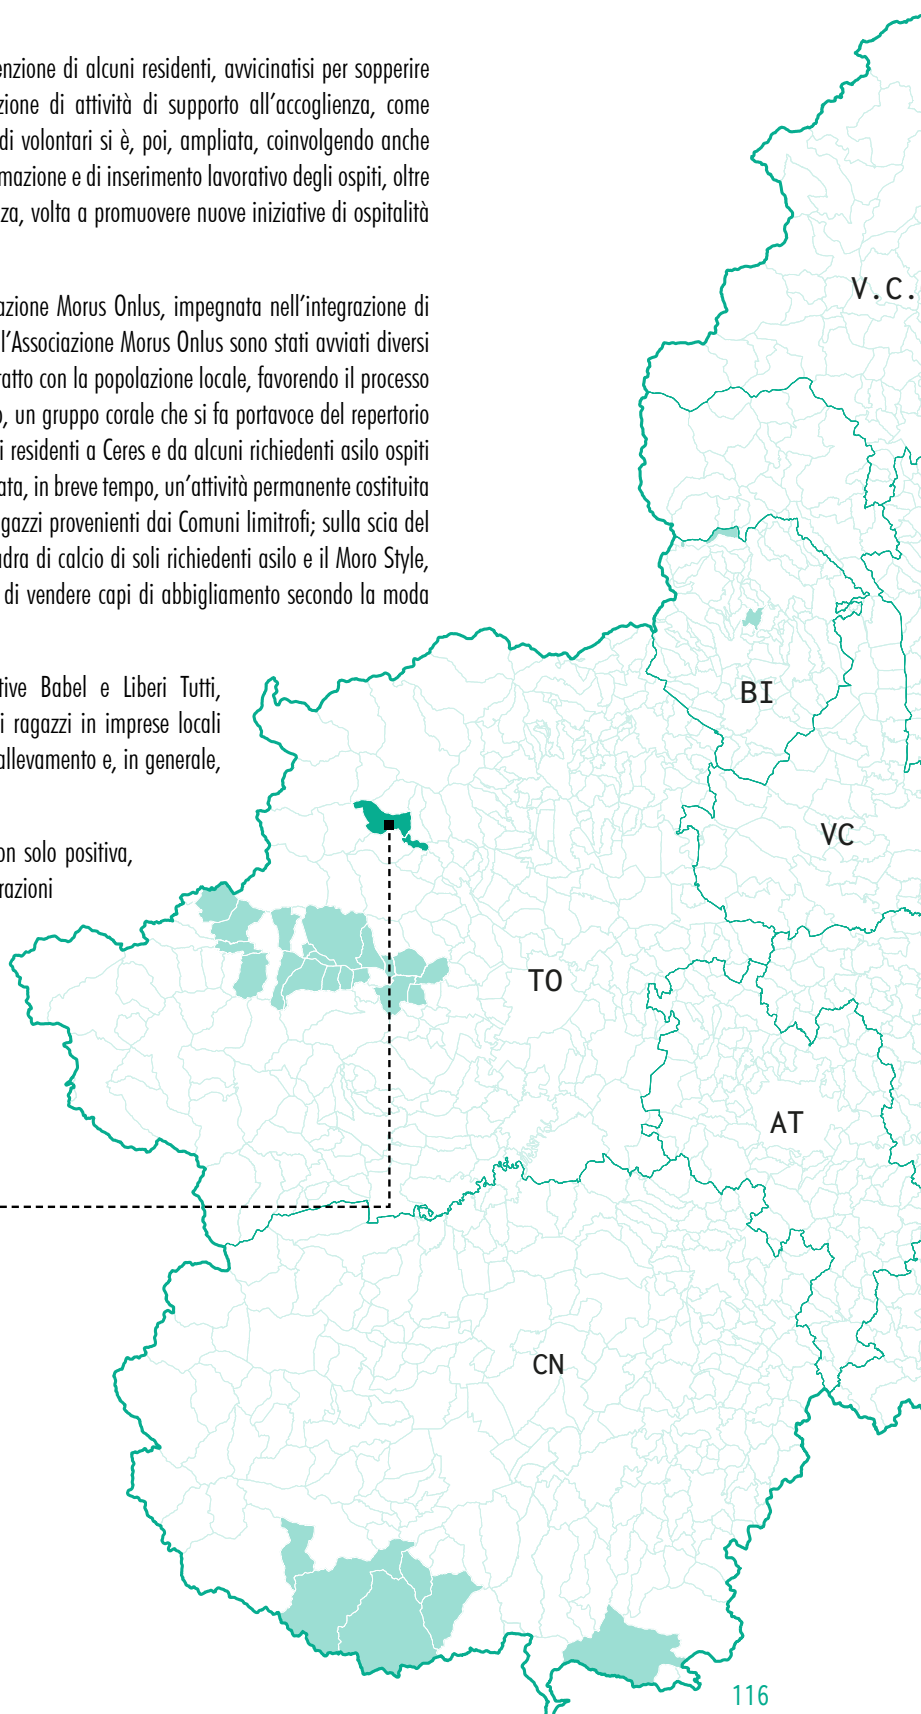 enzione di alcuni residenti, avvicinatisi per sopperire
zione di attività di supporto all'accoglienza, come
di volontari si è, poi, ampliata, coinvolgendo anche
mazione e di inserimento lavorativo degli ospiti, oltre
za, volta a promuovere nuove iniziative di ospitalità
azione Morus Onlus, impegnata nell'integrazione di
l'Associazione Morus Onlus sono stati avviati diversi
atto con la popolazione locale, favorendo il processo
o, un gruppo corale che si fa portavoce del repertorio
i residenti a Ceres e da alcuni richiedenti asilo ospiti
ata, in breve tempo, un'attività permanente costituita
gazzi provenienti dai Comuni limitrofi; sulla scia del
adra di calcio di soli richiedenti asilo e il Moro Style,
di vendere capi di abbigliamento secondo la moda
tive Babel e Liberi Tutti,
i ragazzi in imprese locali
allevamento e, in generale,
on solo positiva,
razioni
V.C.
BI
VC
TO
AT
CN
116